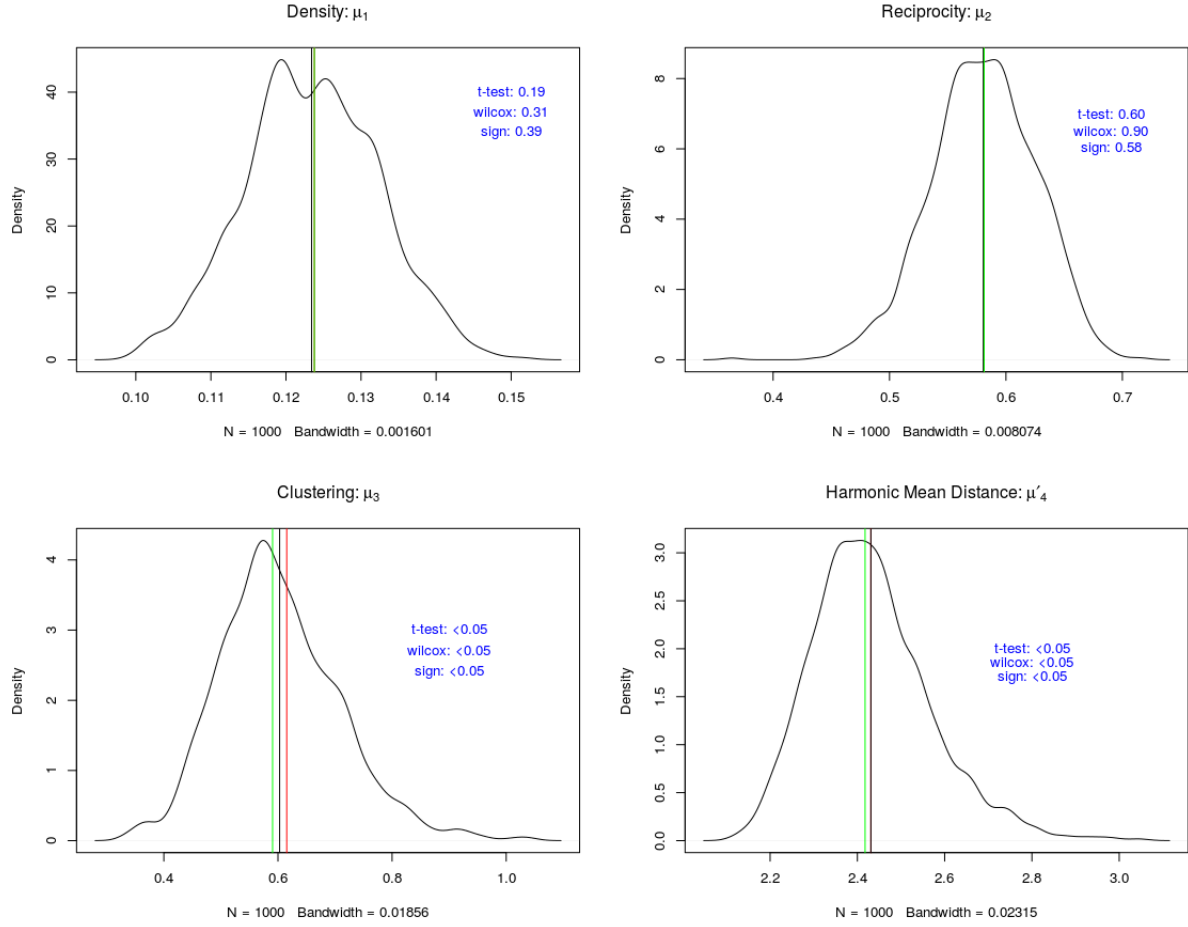 Density: μ1
Density
0
10
20
30
40
t-test: 0.19
wilcox: 0.31
sign: 0.39
0.10 0.11 0.12 0.13 0.14 0.15
N = 1000 Bandwidth = 0.001601
Reciprocity: μ2
Density
0
2
4
6
8
t-test: 0.60
wilcox: 0.90
sign: 0.58
0.4 0.5 0.6 0.7
N = 1000 Bandwidth = 0.008074
Clustering: μ3
Density
0
1
2
3
4
t-test: <0.05
wilcox: <0.05
sign: <0.05
0.4 0.6 0.8 1.0
N = 1000 Bandwidth = 0.01856
Harmonic Mean Distance: μ′4
Density
0.0
0.5
1.0
1.5
2.0
2.5
3.0
t-test: <0.05
wilcox: <0.05
sign: <0.05
2.2 2.4 2.6 2.8 3.0
N = 1000 Bandwidth = 0.02315